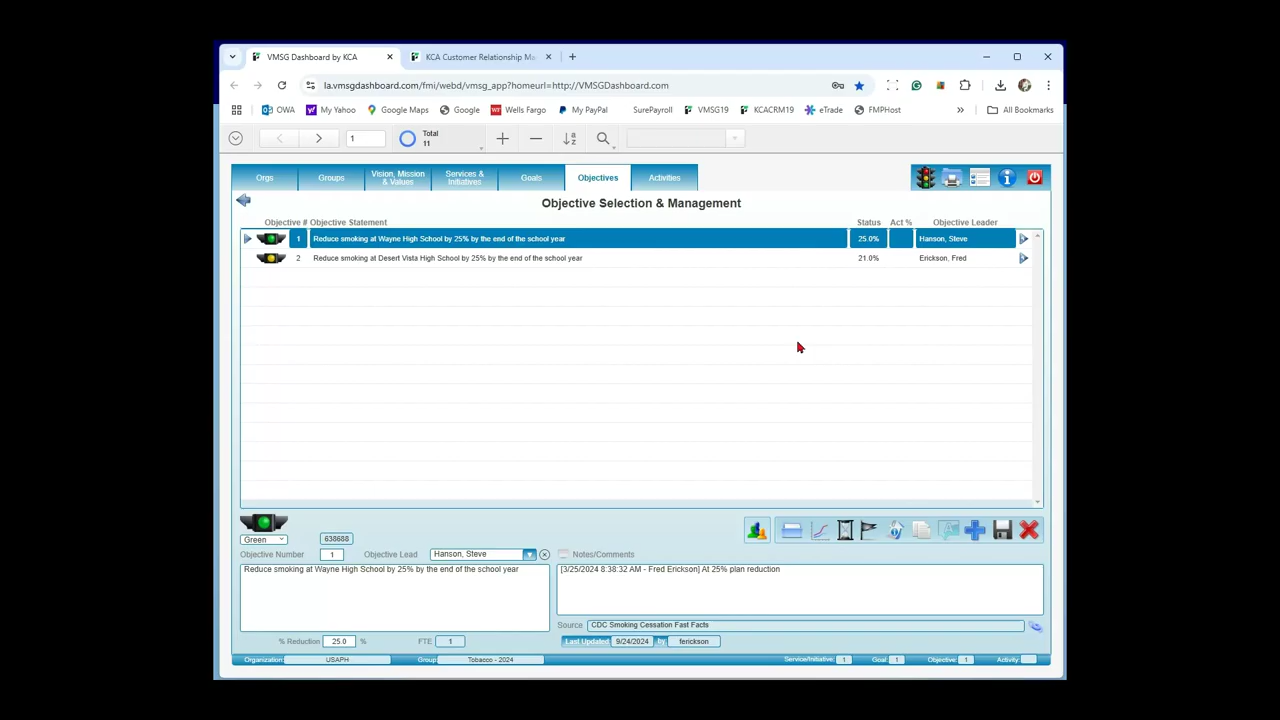 VMSG Dashboard by KCA
KCA Customer Relationship Ma
la.vmsgdashboard.com/fmi/webd/vmsg_app?homeurl=http://VMSGDashboard.com
OWA My Yahoo Google Maps Google Wells Fargo My PayPal SurePayroll VMSG19 KCACRM19 eTrade FMPHost » All Bookmarks
1 Total
11
Orgs Groups Vision, Mission & Values Services & Initiatives Goals Objectives Activities
Objective Selection & Management
Objective # Objective Statement Status Act % Objective Leader
1 Reduce smoking at Wayne High School by 25% by the end of the school year 25.0% Hanson, Steve
2 Reduce smoking at Desert Vista High School by 25% by the end of the school year 21.0% Erickson, Fred
Green 638688
Objective Number 1 Objective Lead Hanson, Steve Notes/Comments
Reduce smoking at Wayne High School by 25% by the end of the school year
[3/25/2024 8:38:32 AM - Fred Erickson] At 25% plan reduction
Source CDC Smoking Cessation Fast Facts
% Reduction 25.0 % FTE 1 Last Updated 9/24/2024 by ferickson
Organization: USAPH Group: Tobacco - 2024 Service/Initiative: 1 Goal: 1 Objective: 1 Activity: